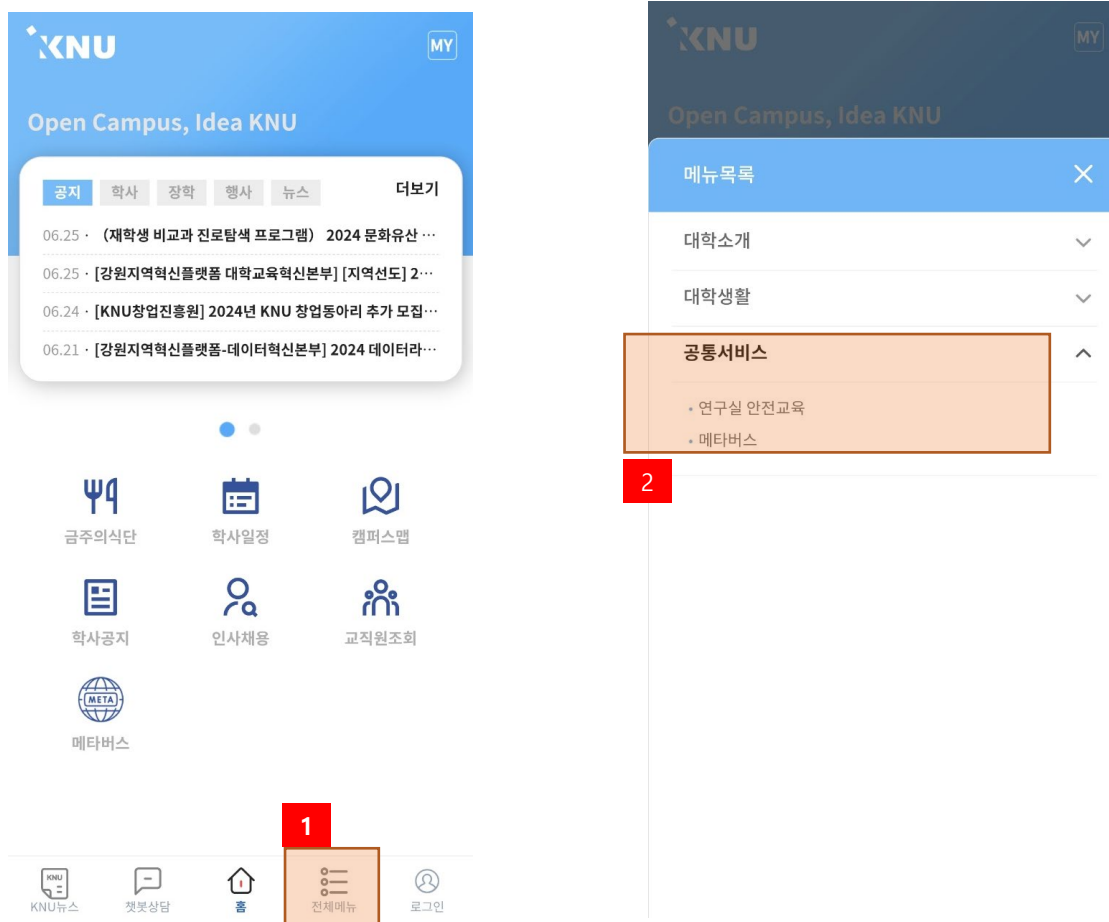 KNU
MY
Open Campus, Idea KNU
공지 학사 장학 행사 뉴스 더보기
06.25 · (재학생 비교과 진로탐색 프로그램) 2024 문화유산 …
06.25 · [강원지역혁신플랫폼 대학교육혁신본부] [지역선도] 2…
06.24 · [KNU창업진흥원] 2024년 KNU 창업동아리 추가 모집…
06.21 · [강원지역혁신플랫폼-데이터혁신본부] 2024 데이터라…
금주의식단 학사일정 캠퍼스맵
학사공지 인사채용 교직원조회
META
메타버스
1
KNU
KNU뉴스 챗봇상담 홈 전체메뉴 로그인
KNU
MY
Open Campus, Idea KNU
메뉴목록
대학소개
대학생활
공통서비스
• 연구실 안전교육
• 메타버스
2